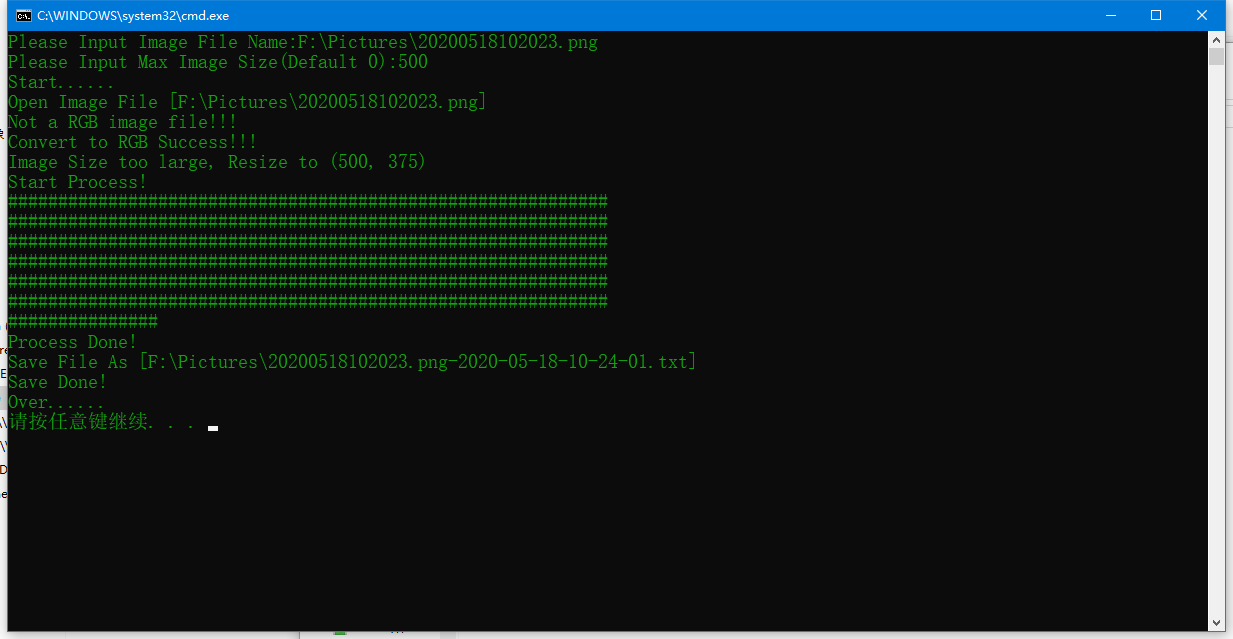 C:\WINDOWS\system32\cmd.exe
Please Input Image File Name:F:\Pictures\20200518102023.png
Please Input Max Image Size(Default 0):500
Start......
Open Image File [F:\Pictures\20200518102023.png]
Not a RGB image file!!!
Convert to RGB Success!!!
Image Size too large, Resize to (500, 375)
Start Process!
############################################################
############################################################
############################################################
############################################################
############################################################
############################################################
###############
Process Done!
Save File As [F:\Pictures\20200518102023.png-2020-05-18-10-24-01.txt]
Save Done!
Over......
请按任意键继续. . .